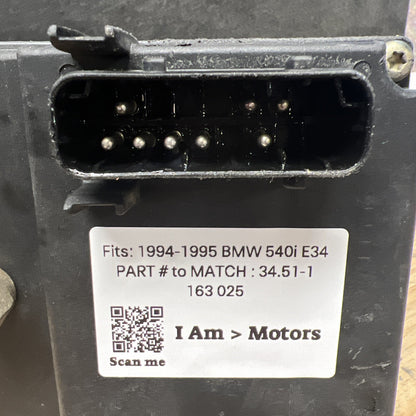 Fits: 1994-1995 BMW 540i E34
PART # to MATCH : 34.51-1
163 025
I Am > Motors
Scan me